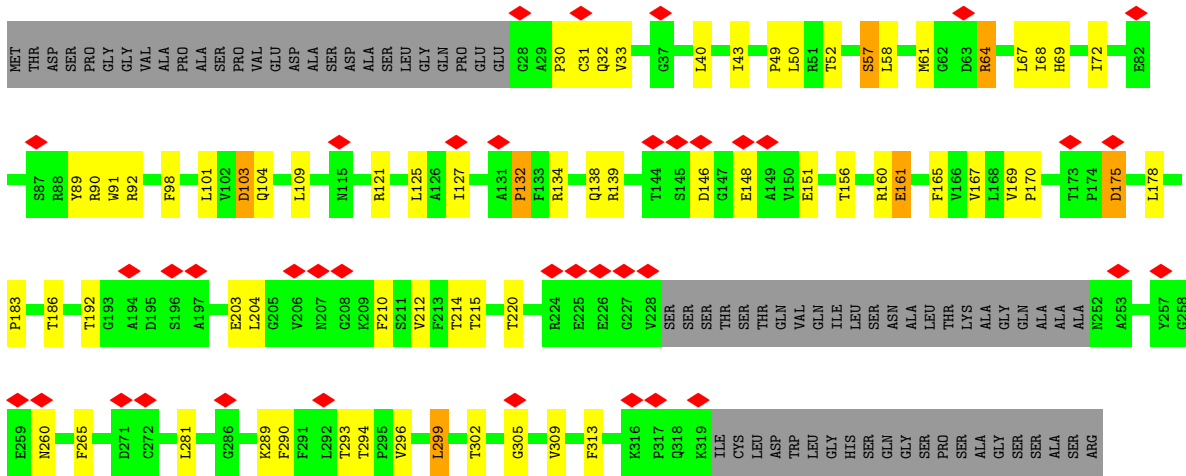 MET THR ASP SER PRO GLY GLY VAL ALA PRO ALA SER PRO VAL GLU ASP ALA SER ASP ALA SER LEU GLY GLN PRO GLU GLU G28 A29 P30 C31 Q32 V33 G37 L40 I43 P49 L50 R51 T52 S57 L58 M61 G62 D63 R64 L67 I68 H69 I72 E82
S87 R88 Y89 R90 W91 R92 F98 L101 V102 D103 Q104 L109 N115 R121 L125 A126 I127 A131 P132 F133 R134 Q138 R139 T144 S145 D146 G147 E148 A149 V150 E151 T156 R160 E161 F165 V166 V167 L168 V169 P170 T173 P174 D175 L178
P183 T186 T192 G193 A194 D195 S196 A197 E203 L204 G205 V206 N207 G208 K209 F210 S211 V212 F213 T214 T215 T220 R224 E225 E226 G227 V228 SER SER SER THR SER THR GLN VAL GLN ILE LEU SER ASN ALA LEU THR LYS ALA GLY GLN ALA ALA ALA N252 A253 Y257 G258
E259 N260 F265 D271 C272 L281 G286 K289 F290 F291 L292 T293 T294 P295 V296 L299 T302 G305 V309 F313 K316 P317 Q318 K319 ILE CYS LEU ASP TRP LEU GLY HIS SER GLN GLY SER PRO SER ALA GLY SER SER ALA SER ARG